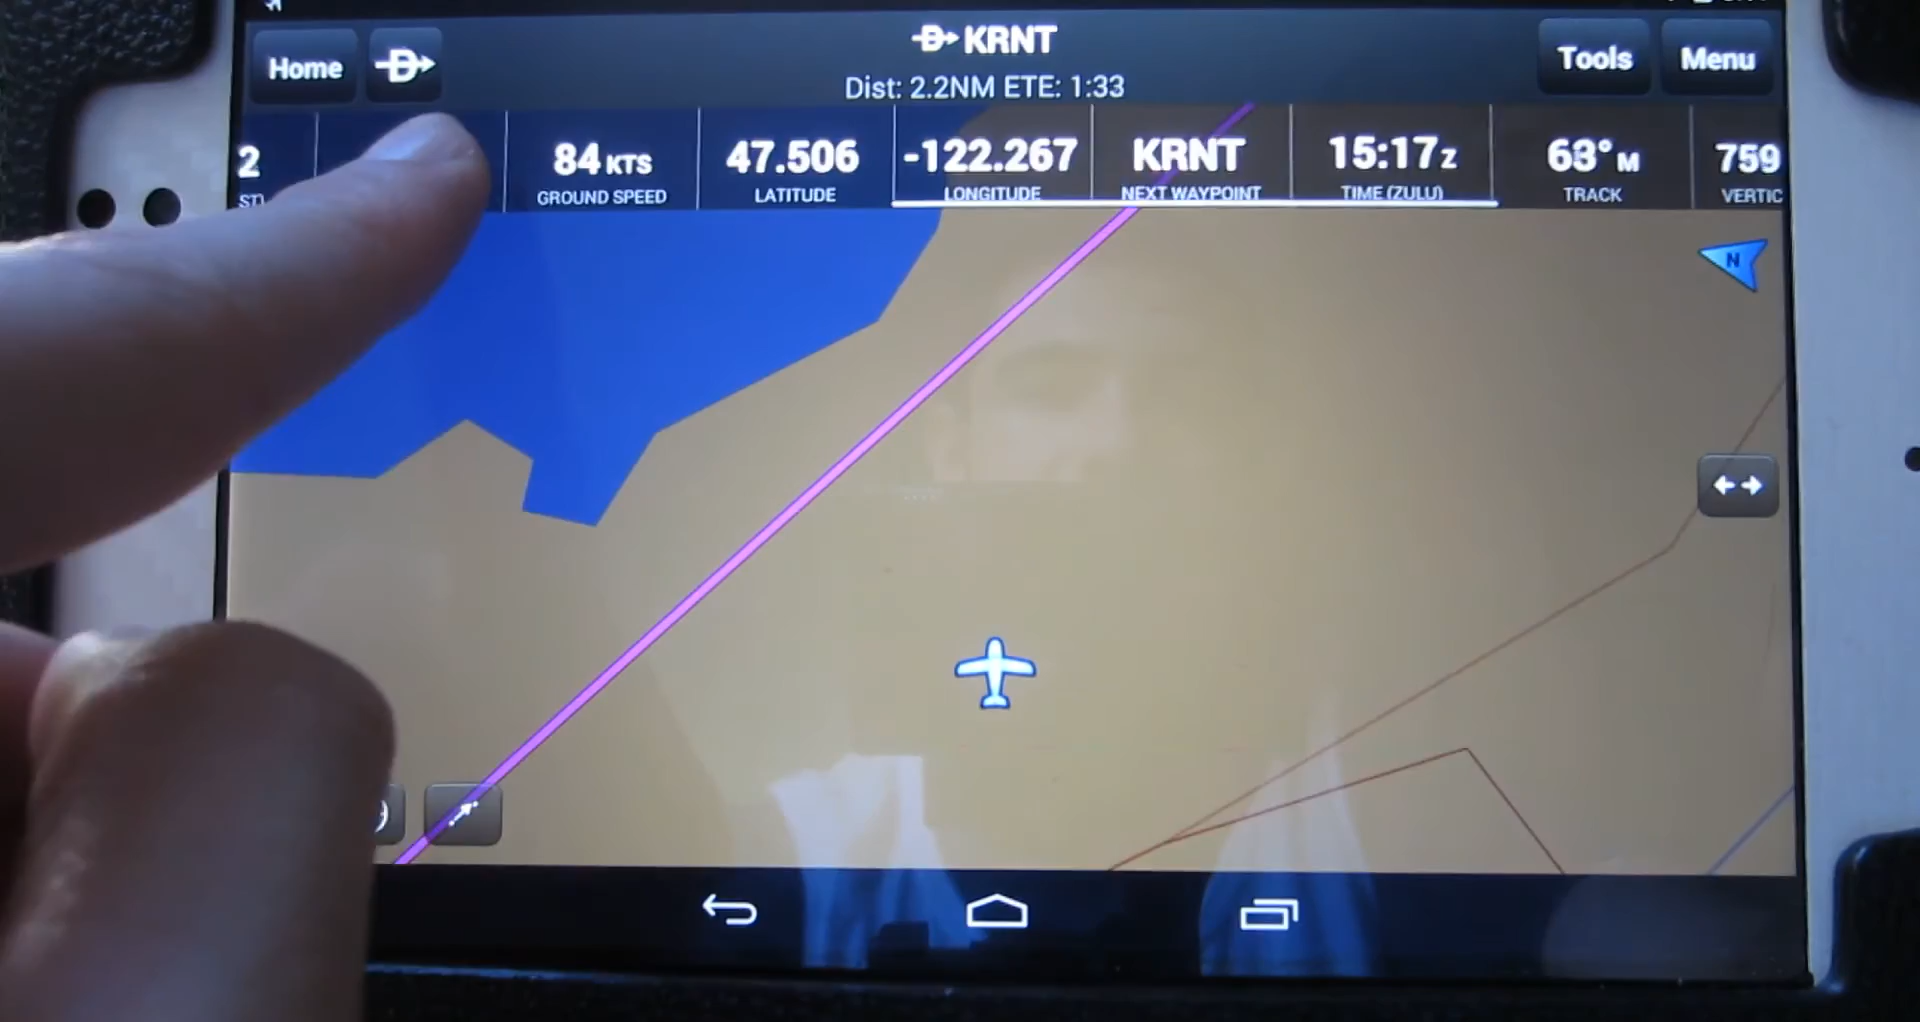 KRNT
Home
Tools
Menu
Dist: 2.2NM ETE: 1:33
2
84 KTS
47.506
-122.267
KRNT
15:17Z
63°M
759
GROUND SPEED
LATITUDE
LONGITUDE
NEXT WAYPOINT
TIME (ZULU)
TRACK
VERTIC
N